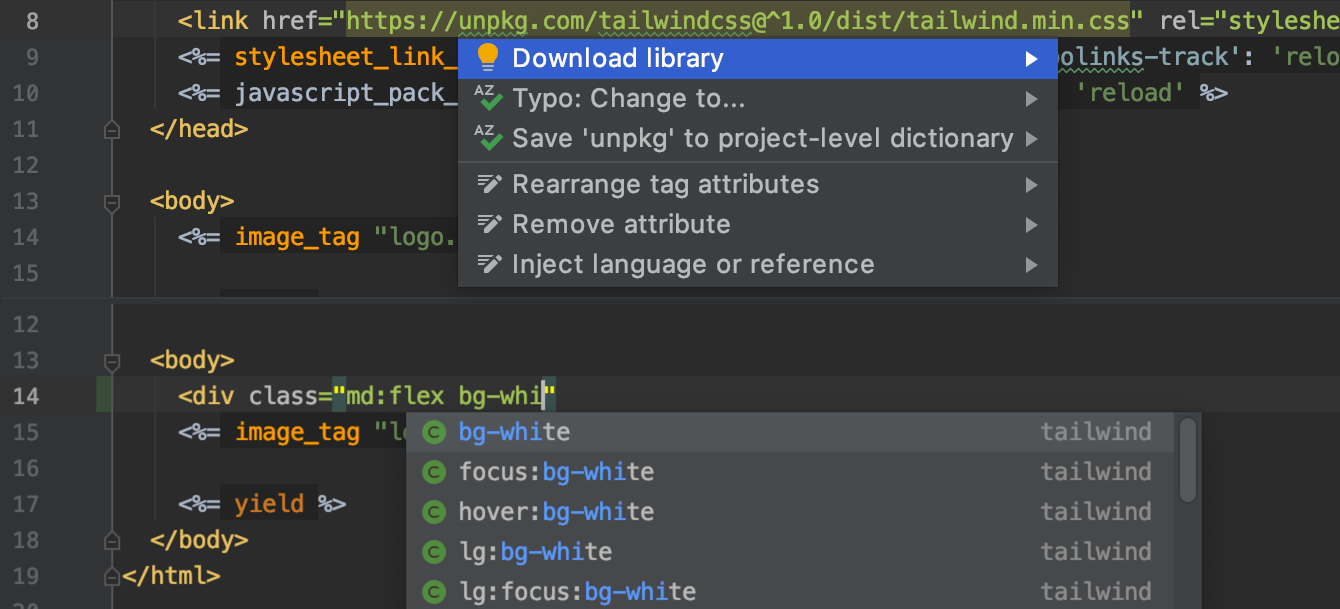 8 <link href="https://unpkg.com/tailwindcss@^1.0/dist/tailwind.min.css" rel="styleshe
9 <%= stylesheet_link_ olinks-track': 'relo
10 <%= javascript_pack_ 'reload' %>
11 </head>
12
13 <body>
14 <%= image_tag "logo.
15
Download library
Typo: Change to...
Save 'unpkg' to project-level dictionary
Rearrange tag attributes
Remove attribute
Inject language or reference
12
13 <body>
14 <div class="md:flex bg-whi"
15 <%= image_tag "lo
16
17 <%= yield %>
18 </body>
19 </html>
bg-white tailwind
focus:bg-white tailwind
hover:bg-white tailwind
lg:bg-white tailwind
lg:focus:bg-white tailwind